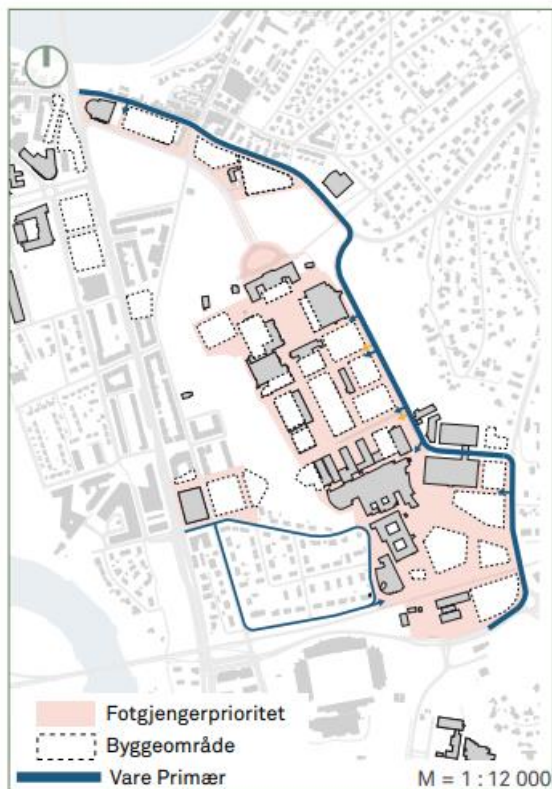 Fotgjengerprioritet
Byggeområde
Vare Primær
M = 1 : 12 000